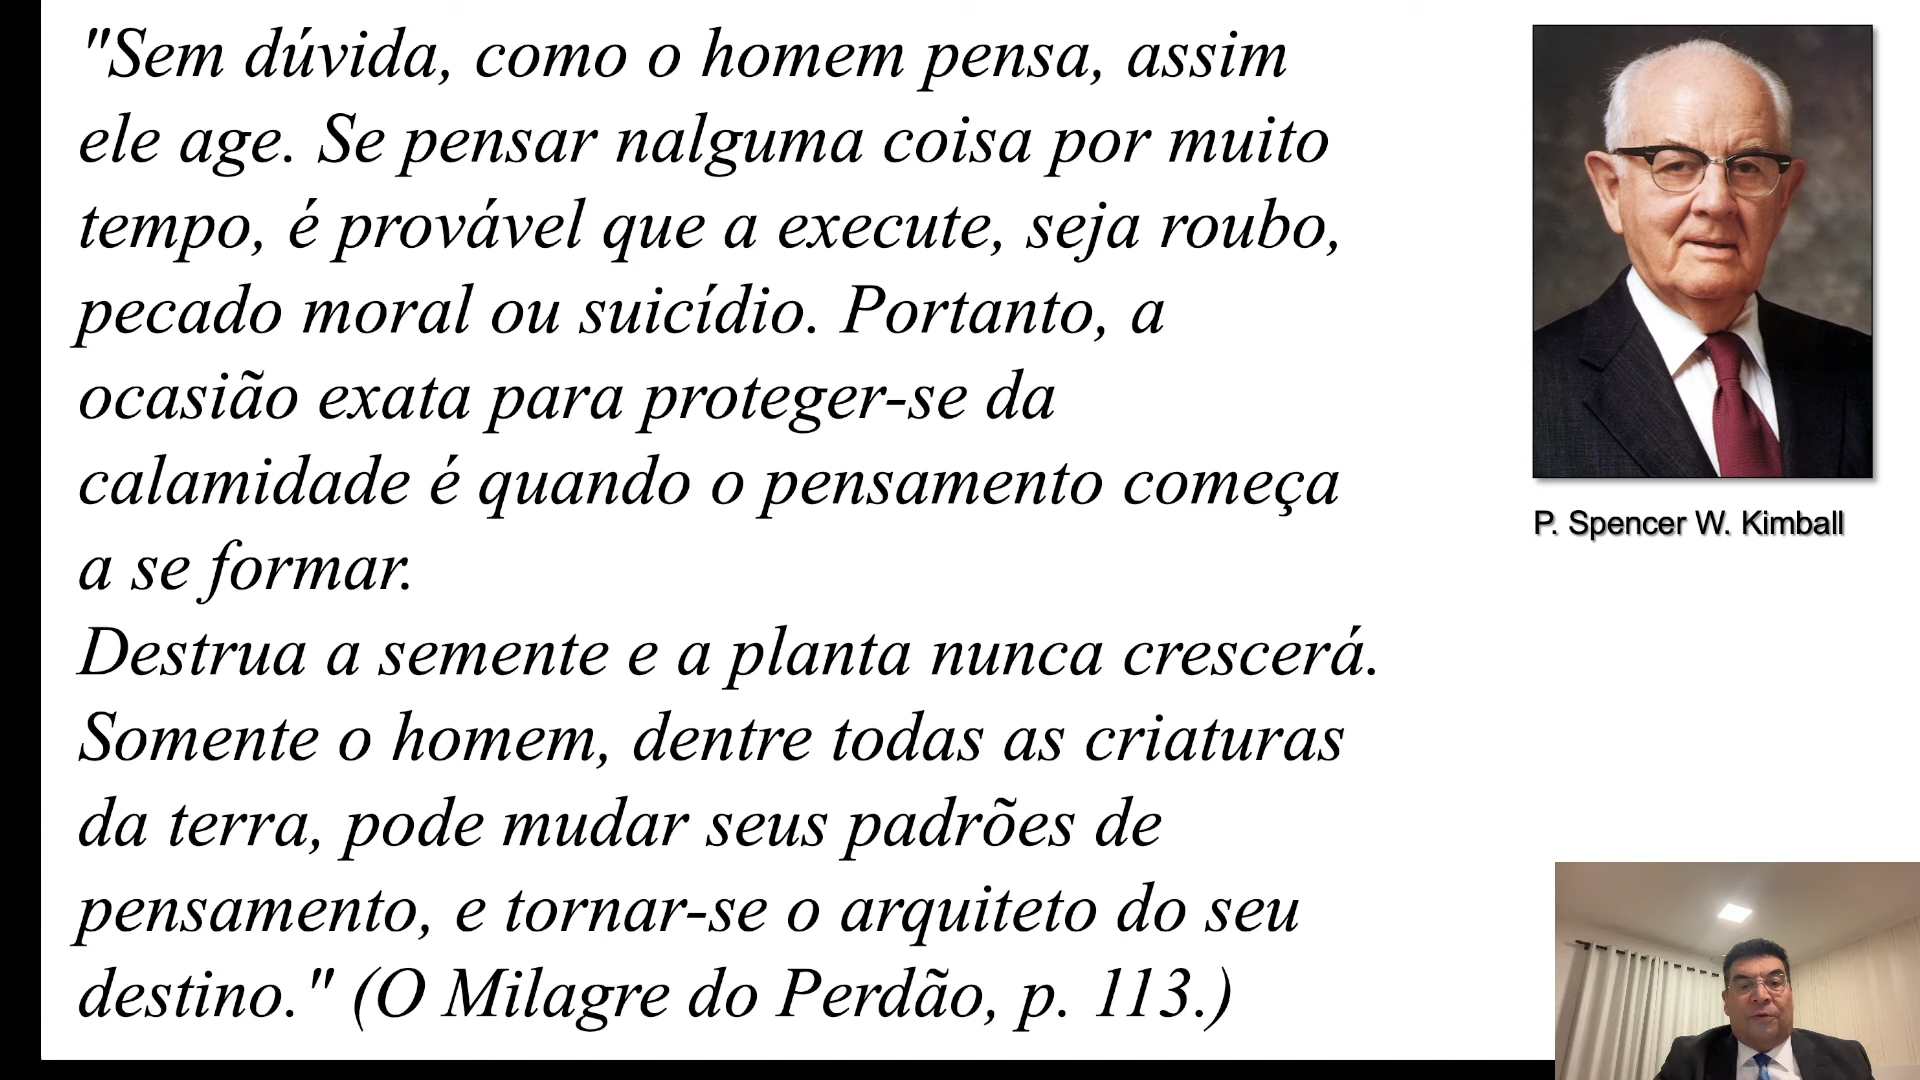 "Sem dúvida, como o homem pensa, assim
ele age. Se pensar nalguma coisa por muito
tempo, é provável que a execute, seja roubo,
pecado moral ou suicídio. Portanto, a
ocasião exata para proteger-se da
calamidade é quando o pensamento começa
a se formar.
Destrua a semente e a planta nunca crescerá.
Somente o homem, dentre todas as criaturas
da terra, pode mudar seus padrões de
pensamento, e tornar-se o arquiteto do seu
destino." (O Milagre do Perdão, p. 113.)
P. Spencer W. Kimball